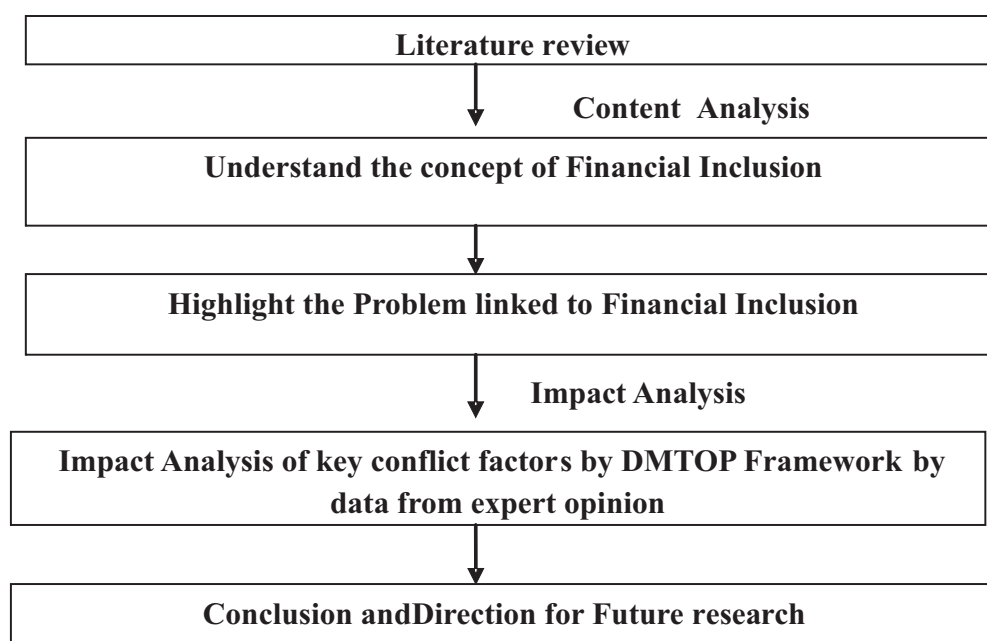 Literature review
Content Analysis
Understand the concept of Financial Inclusion
Highlight the Problem linked to Financial Inclusion
Impact Analysis
Impact Analysis of key conflict factors by DMTOP Framework by
data from expert opinion
Conclusion andDirection for Future research